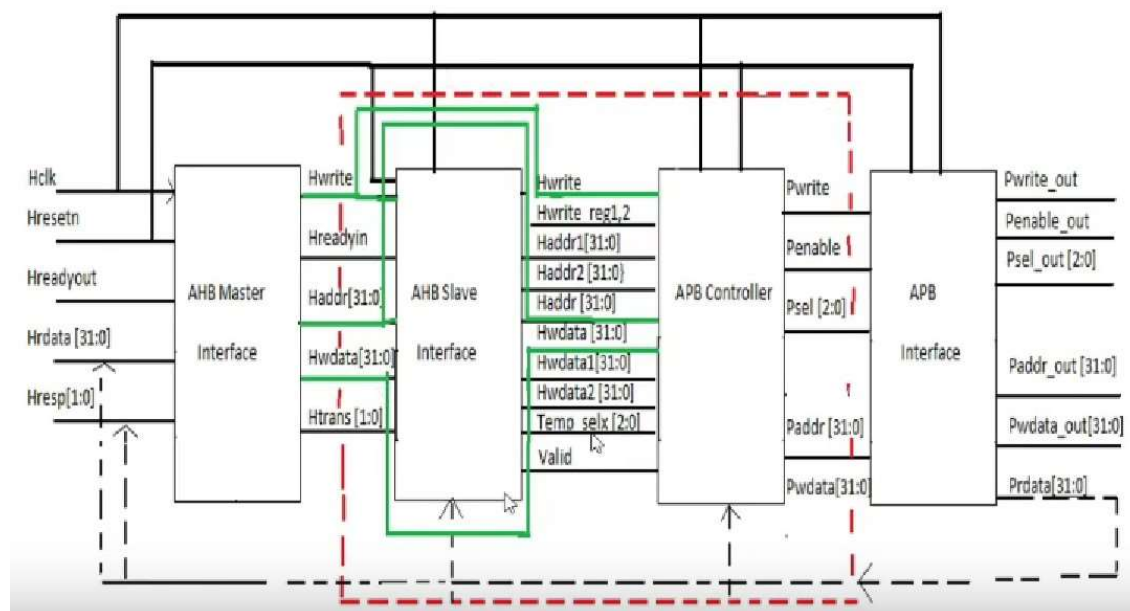 Hclk
Hresetn
Hreadyout
Hrdata [31:0]
Hresp[1:0]
AHB Master
Interface
Hwrite
Hreadyin
Haddr[31:0]
Hwdata[31:0]
Htrans [1:0]
AHB Slave
Interface
Hwrite
Hwrite_reg1,2
Haddr1[31:0]
Haddr2 [31:0}
Haddr [31:0]
Hwdata [31:0]
Hwdata1[31:0]
Hwdata2 [31:0]
Temp_selx [2:0]
Valid
APB Controller
Pwrite
Penable
Psel [2:0]
Paddr [31:0]
Pwdata[31:0]
APB
Interface
Pwrite_out
Penable_out
Psel_out [2:0]
Paddr_out [31:0]
Pwdata_out[31:0]
Prdata[31:0]